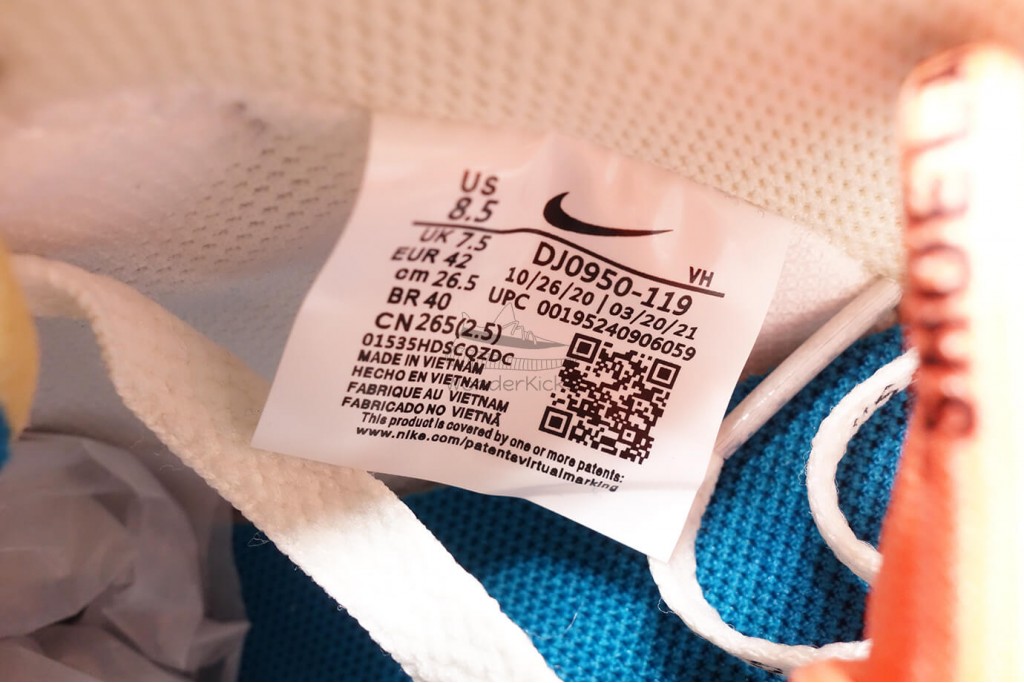 US
8.5
UK 7.5
EUR 42
cm 26.5
BR 40
CN 265(2.5)
VH
DJ0950-119
10/26/20 | 03/20/21
UPC 00195240906059
01535HDSCQZDC
MADE IN VIETNAM
HECHO EN VIETNAM
FABRIQUE AU VIETNAM
FABRICADO NO VIETNÃ
This product is covered by one or more patents:
www.nike.com/patentsvirtualmarking
WonderKicks